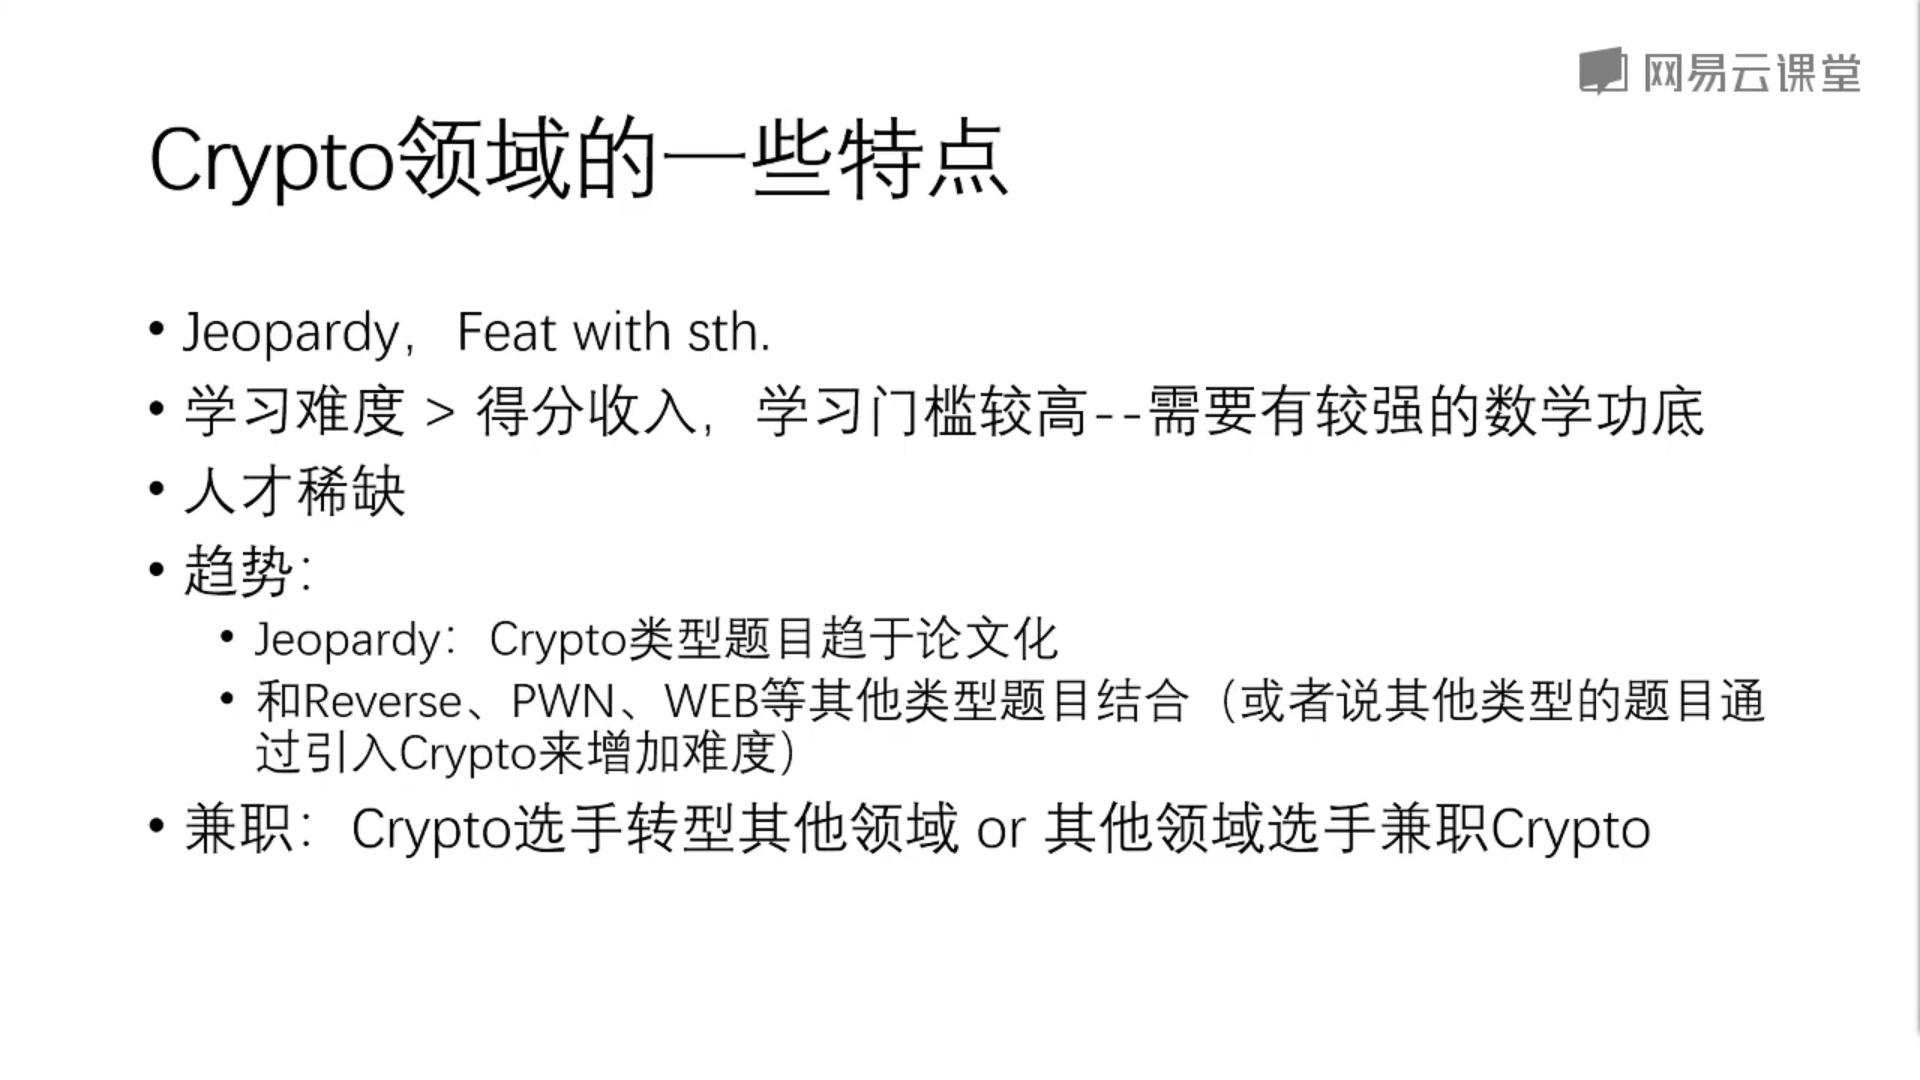 网易云课堂
Crypto领域的一些特点
• Jeopardy，Feat with sth.
• 学习难度 > 得分收入，学习门槛较高--需要有较强的数学功底
• 人才稀缺
• 趋势：
• Jeopardy：Crypto类型题目趋于论文化
• 和Reverse、PWN、WEB等其他类型题目结合（或者说其他类型的题目通
过引入Crypto来增加难度）
• 兼职：Crypto选手转型其他领域 or 其他领域选手兼职Crypto